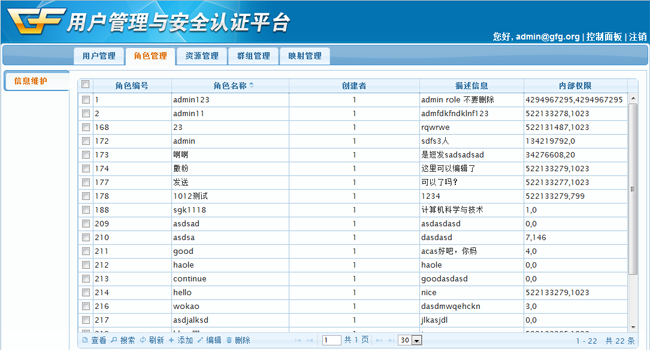 GF 用户管理与安全认证平台
您好, admin@gfg.org | 控制面板 | 注销
用户管理 角色管理 资源管理 群组管理 映射管理
信息维护
角色编号 角色名称 创建者 描述信息 内部权限
1 admin123 1 admin role 不要删除 4294967295,4294967295
2 admin11 1 admfdkfndklnf123 522133278,1023
168 23 1 rqwrwe 522131487,1023
172 admin 1 sdfs3人 134219792,0
173 1 是短发sadsadsad 34276608,20
174 1 这里可以编辑了 522133279,1023
177 发送 1 可以了吗? 522133277,1023
178 1012测试 1 1234 522133279,799
188 sgk1118 1 计算机科学与技术 1,0
209 asdsad 1 asdasdasd 0,0
210 asdsa 1 dasdasd 7,146
211 good 1 acas好吧，你妈 4,0
212 haole 1 haole 0,0
213 continue 1 goodasdasd 0,0
214 hello 1 nice 522133279,1023
216 wokao 1 dasdmwqehckn 3,0
217 asdjalksd 1 jlkasjdl 0,0
查看 搜索 刷新 添加 编辑 删除 1 共 1 页 30 1 - 22 共 22 条